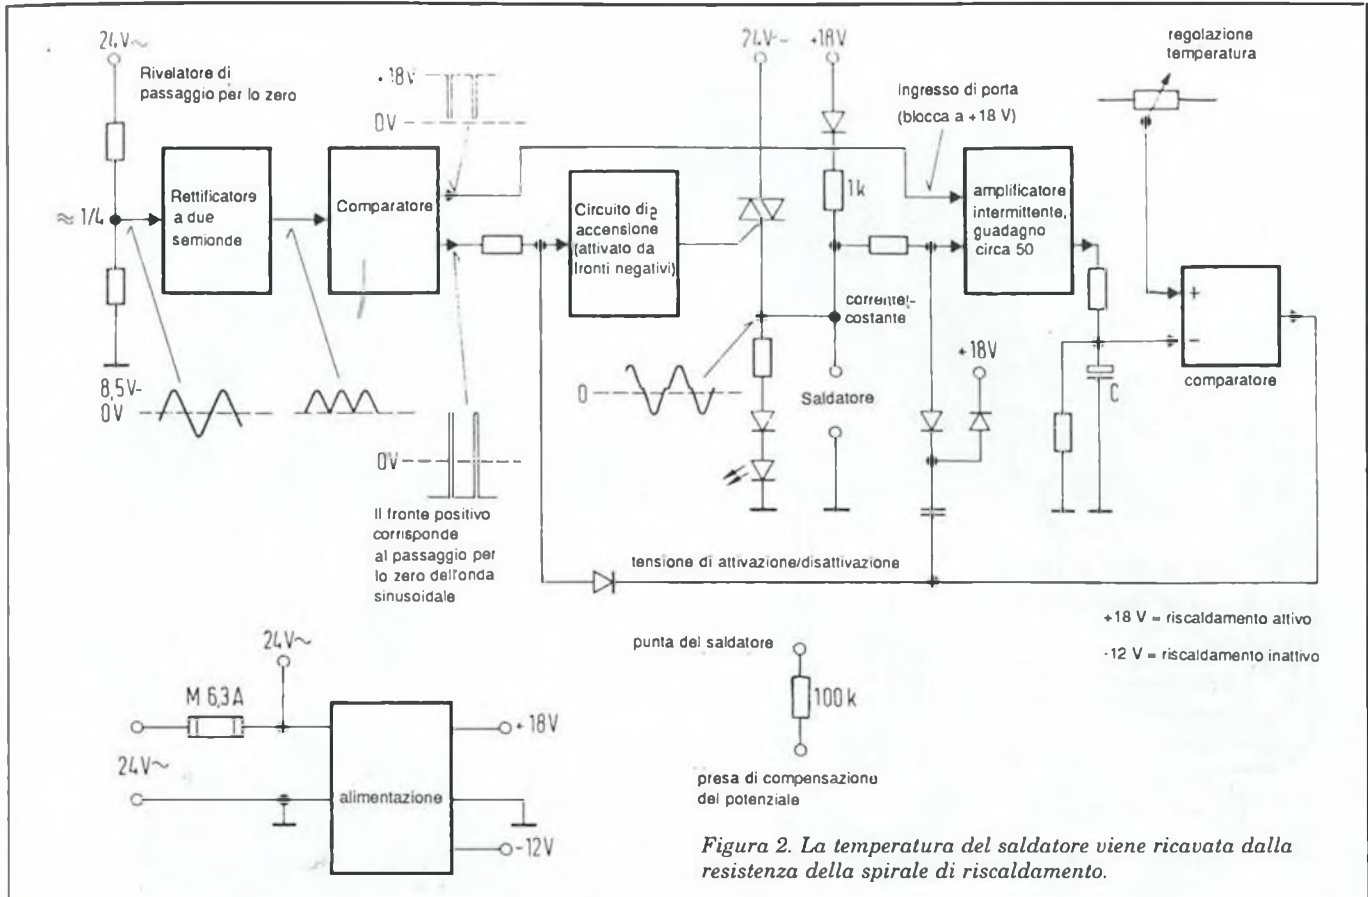 24V~
Rivelatore di
passaggio per lo zero
+18V
0V
24V~
+18V
ingresso di porta
(blocca a +18 V)
regolazione
temperatura
≈ 1/4
Rettificatore
a due
semionde
Comparatore
Circuito di
accensione
(attivato da
fronti negativi)
1k
amplificatore
intermittente,
guadagno
circa 50
+
-
comparatore
corrente
costante
+18V
C
8,5V~
0V
0
Saldatore
0V
Il fronte positivo
corrisponde
al passaggio per
lo zero dell'onda
sinusoidale
tensione di attivazione/disattivazione
+18 V = riscaldamento attivo
-12 V = riscaldamento inattivo
24V~
M 6,3A
24V~
alimentazione
+18V
-12V
punta del saldatore
100k
presa di compensazione
del potenziale
Figura 2. La temperatura del saldatore viene ricavata dalla
resistenza della spirale di riscaldamento.